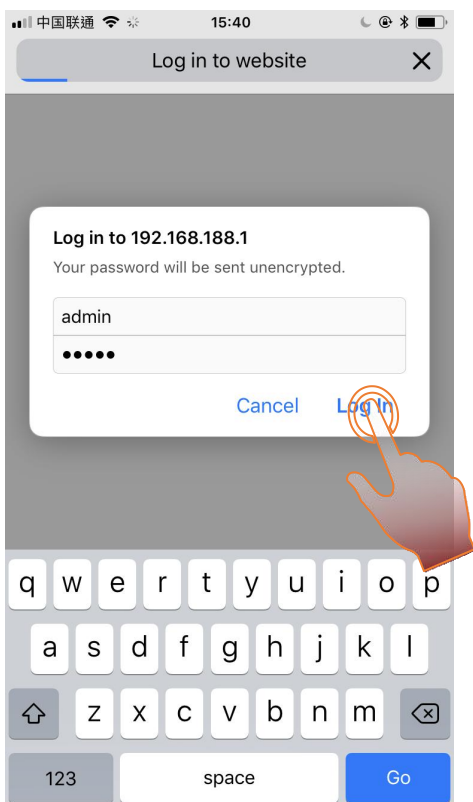 中国联通 15:40
Log in to website
Log in to 192.168.188.1
Your password will be sent unencrypted.
admin
•••••
Cancel Log In
q w e r t y u i o p
a s d f g h j k l
z x c v b n m
123 space Go